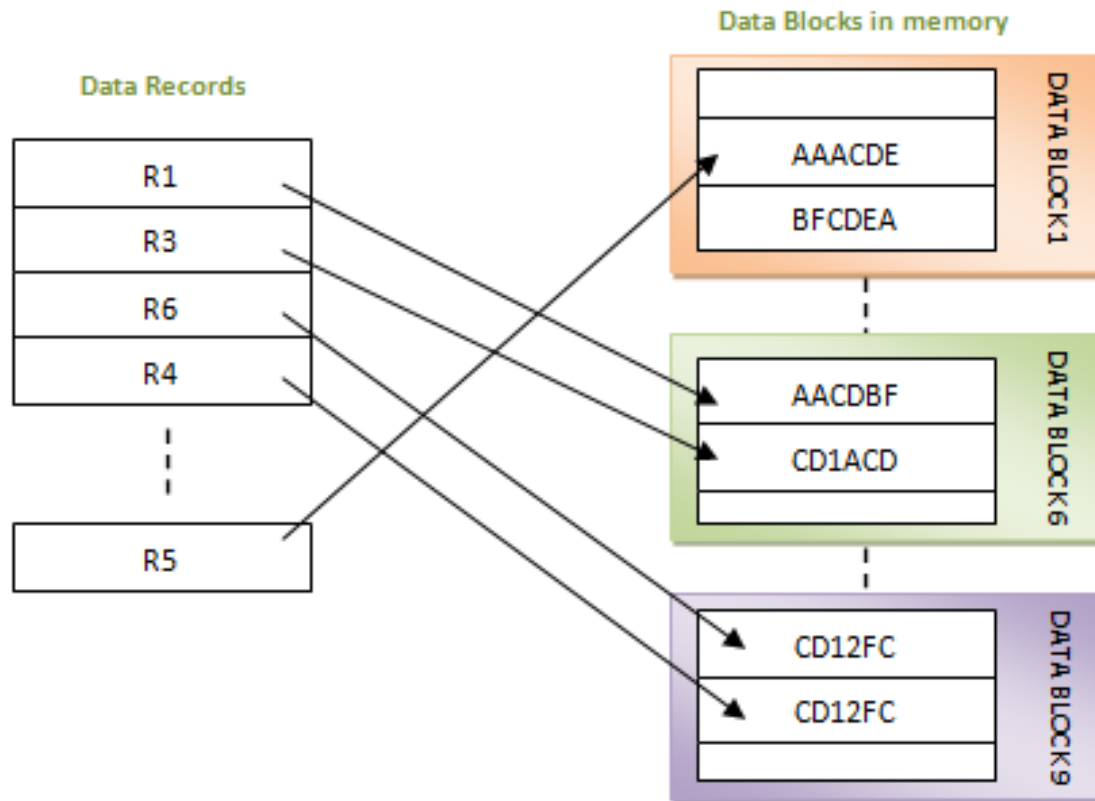 Data Blocks in memory
Data Records
R1
R3
R6
R4
R5
AAACDE
BFCDEA
DATA BLOCK1
AACDBF
CD1ACD
DATA BLOCK6
CD12FC
CD12FC
DATA BLOCK9